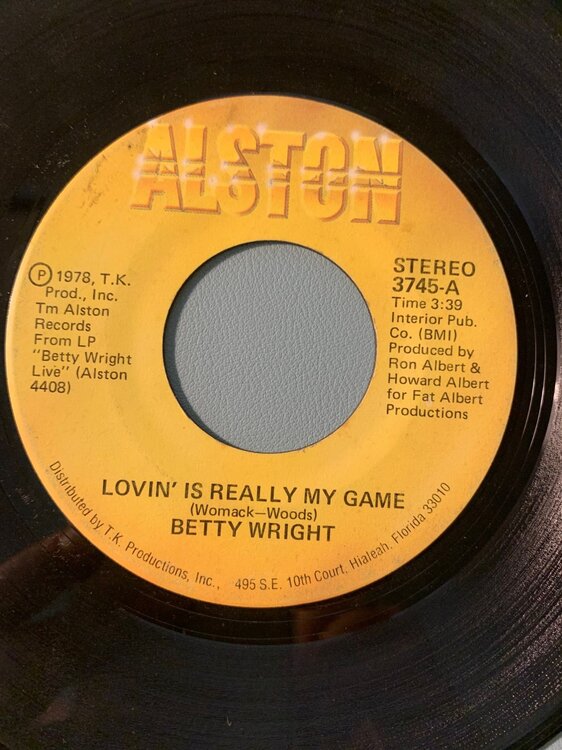 ALSTON
Ⓟ 1978, T.K.
Prod., Inc.
Tm Alston
Records
From LP
"Betty Wright
Live" (Alston
4408)
STEREO
3745-A
Time 3:39
Interior Pub.
Co. (BMI)
Produced by
Ron Albert &
Howard Albert
for Fat Albert
Productions
LOVIN' IS REALLY MY GAME
(Womack—Woods)
BETTY WRIGHT
Distributed by T.K. Productions, Inc., 495 S.E. 10th Court, Hialeah, Florida 33010